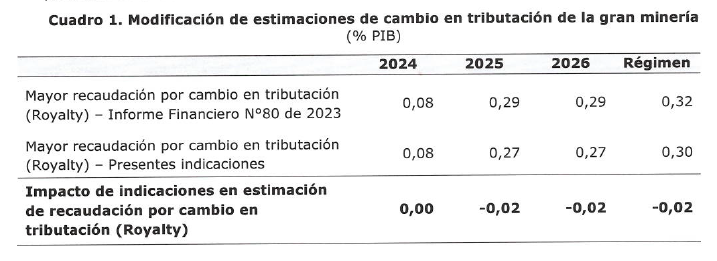 Cuadro 1. Modificación de estimaciones de cambio en tributación de la gran minería
(% PIB)
2024 2025 2026 Régimen
Mayor recaudación por cambio en tributación
(Royalty) – Informe Financiero N°80 de 2023 0,08 0,29 0,29 0,32
Mayor recaudación por cambio en tributación
(Royalty) – Presentes indicaciones 0,08 0,27 0,27 0,30
Impacto de indicaciones en estimación
de recaudación por cambio en 0,00 -0,02 -0,02 -0,02
tributación (Royalty)